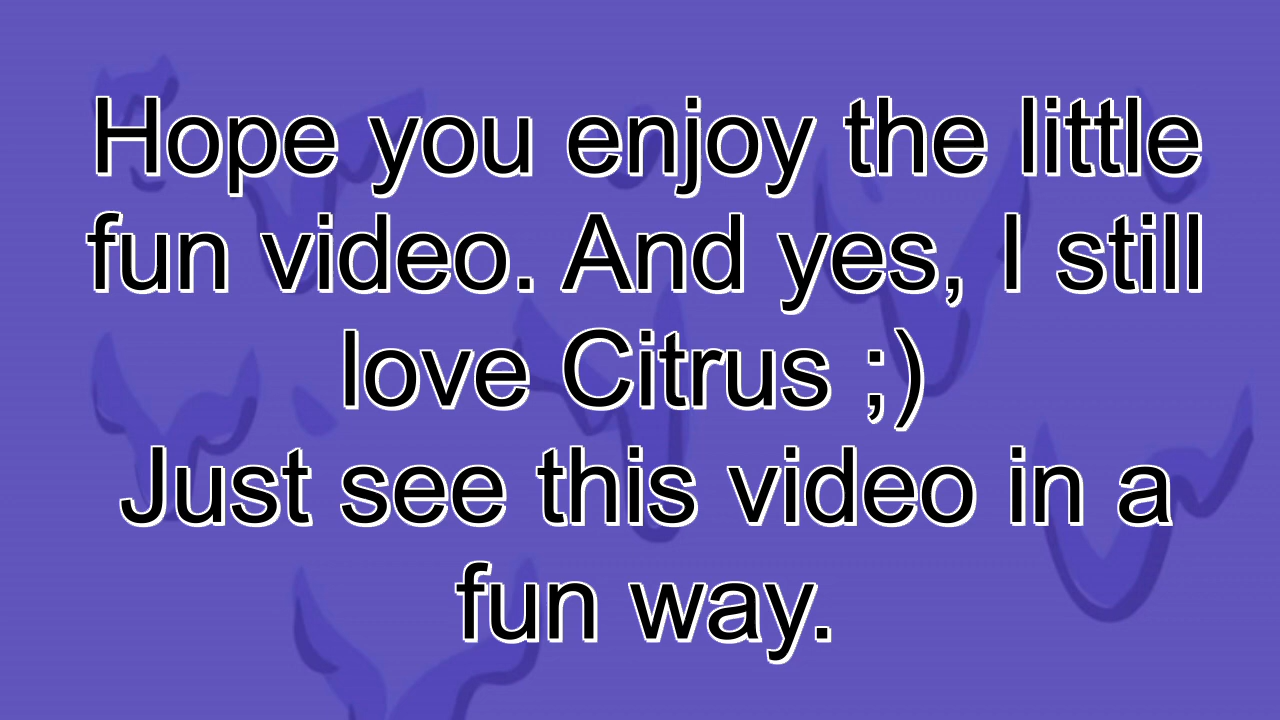 Hope you enjoy the little
fun video. And yes, I still
love Citrus ;)
Just see this video in a
fun way.